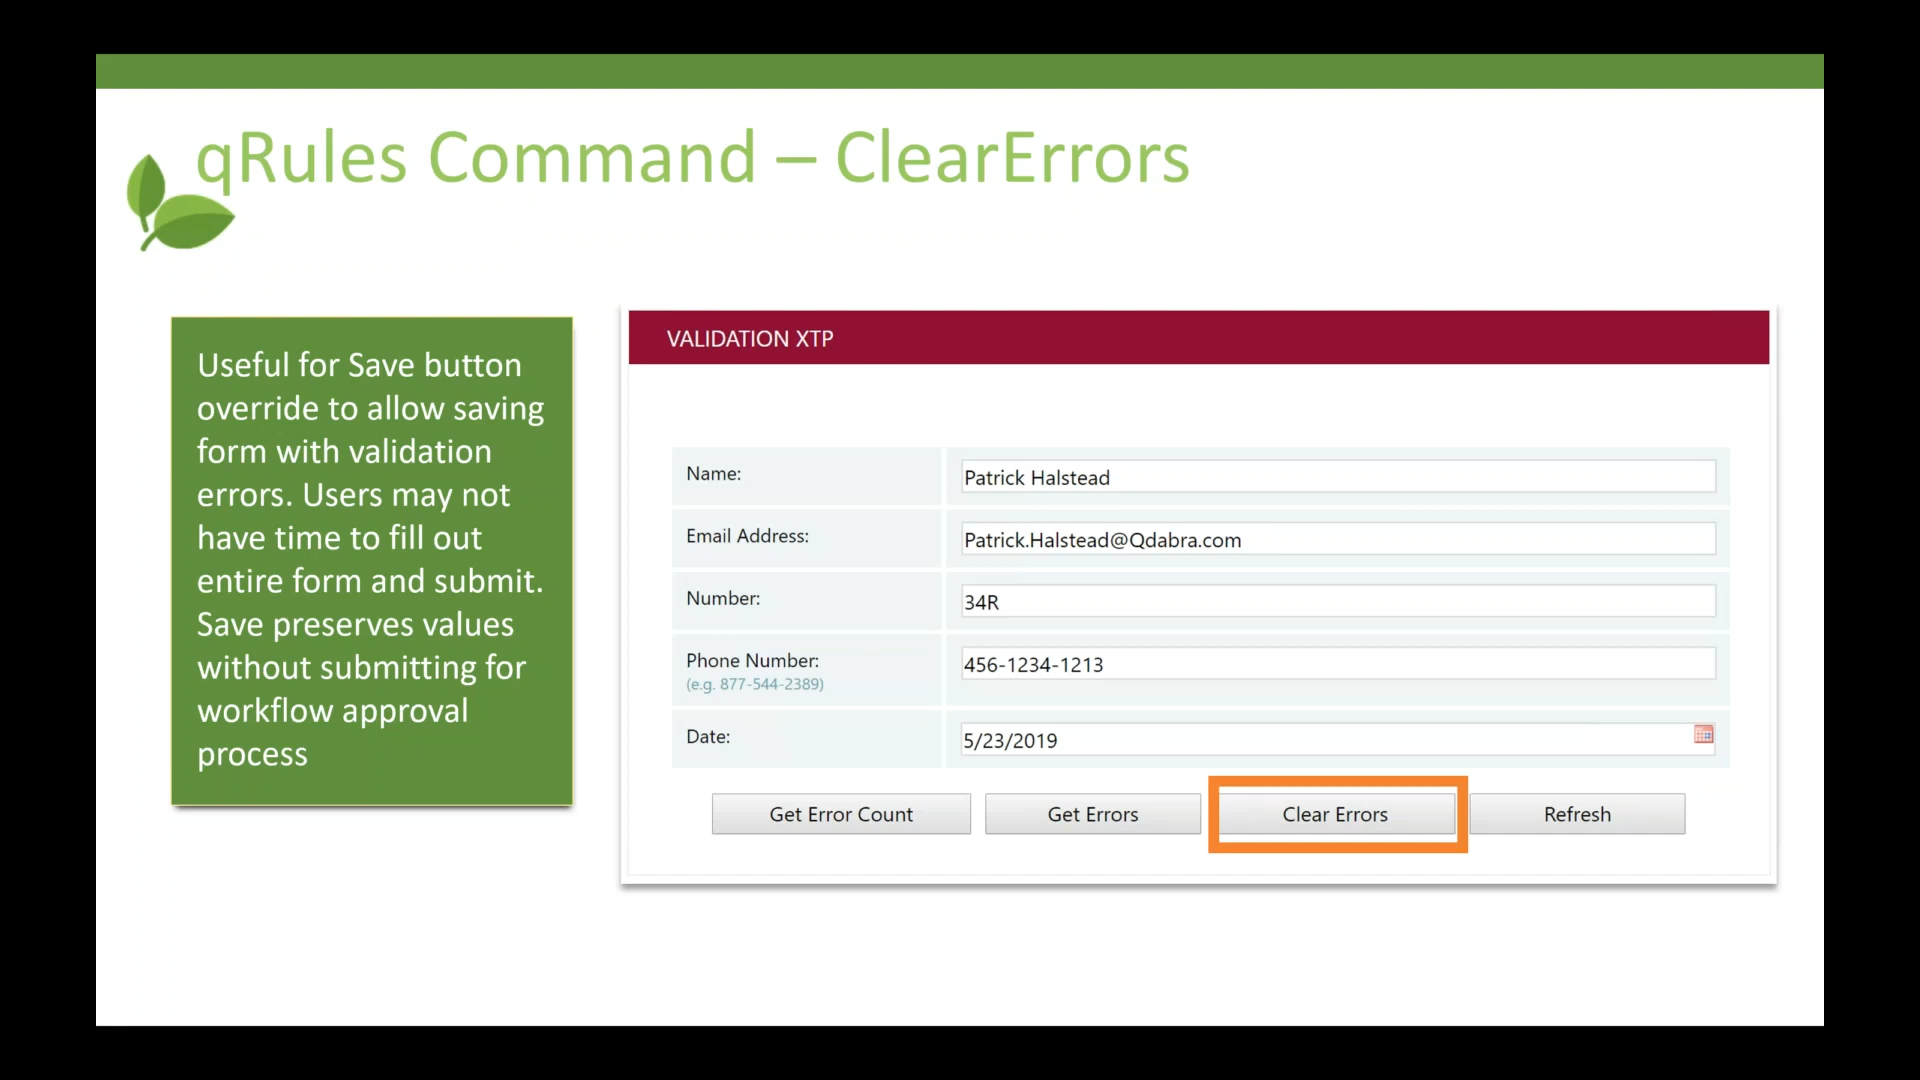 qRules Command – ClearErrors
Useful for Save button
override to allow saving
form with validation
errors. Users may not
have time to fill out
entire form and submit.
Save preserves values
without submitting for
workflow approval
process
VALIDATION XTP
Name:
Patrick Halstead
Email Address:
Patrick.Halstead@Qdabra.com
Number:
34R
Phone Number:
(e.g. 877-544-2389)
456-1234-1213
Date:
5/23/2019
Get Error Count
Get Errors
Clear Errors
Refresh